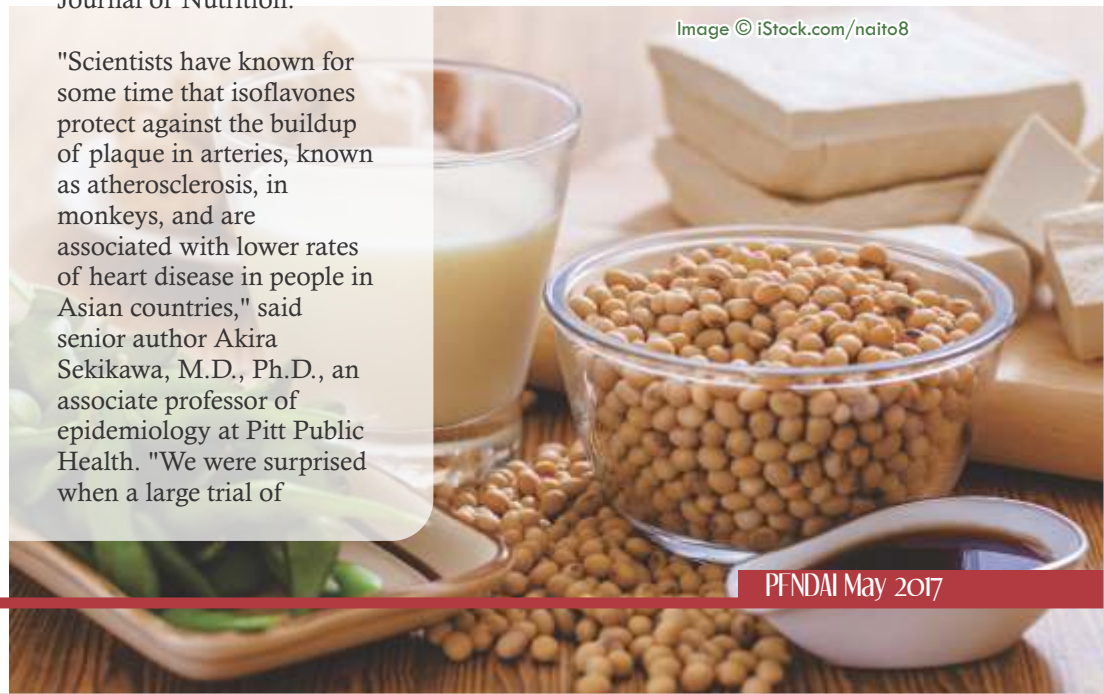 Journal of Nutrition.
"Scientists have known for
some time that isoflavones
protect against the buildup
of plaque in arteries, known
as atherosclerosis, in
monkeys, and are
associated with lower rates
of heart disease in people in
Asian countries," said
senior author Akira
Sekikawa, M.D., Ph.D., an
associate professor of
epidemiology at Pitt Public
Health. "We were surprised
when a large trial of
Image © iStock.com/naito8
PFNDAI May 2017